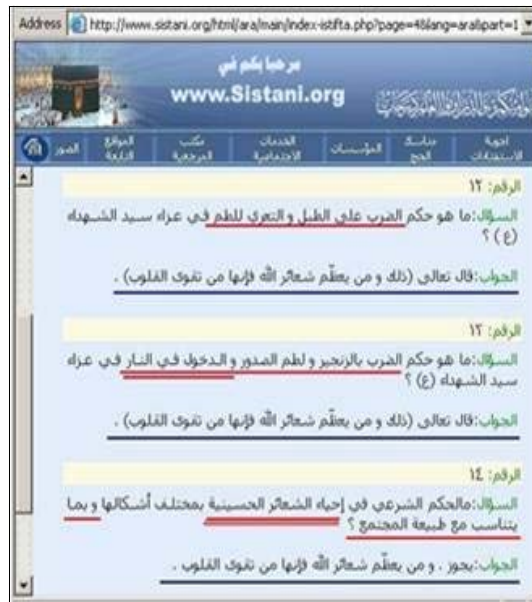 Address http://www.sistani.org/html/ara/main/index-istifta.php?page=4&lang=ara&part=1
مرحبا بكم في
www.Sistani.org
اجوبة الاستفتاءات
مناسك الحج
المؤسسات
الخدمات الاجتماعية
مكتب المرجعية
المواقع التابعة
الصور
الرقم: ١٢
السؤال:ما هو حكم الضرب على الطبل و التعري للطم في عزاء سيد الشهداء
(ع) ؟
الجواب:قال تعالى (ذلك و من يعظّم شعائر الله فإنها من تقوى القلوب) .
الرقم: ١٣
السؤال:ما هو حكم الضرب بالزنجير و لطم الصدور و الدخول في النار في عزاء
سيد الشهداء (ع) ؟
الجواب:قال تعالى (ذلك و من يعظّم شعائر الله فإنها من تقوى القلوب) .
الرقم: ١٤
السؤال:مالحكم الشرعي في إحياء الشعائر الحسينية بمختلف أشكالها و بما
يتناسب مع طبيعة المجتمع ؟
الجواب:يجوز . و من يعظّم شعائر الله فإنها من تقوى القلوب .